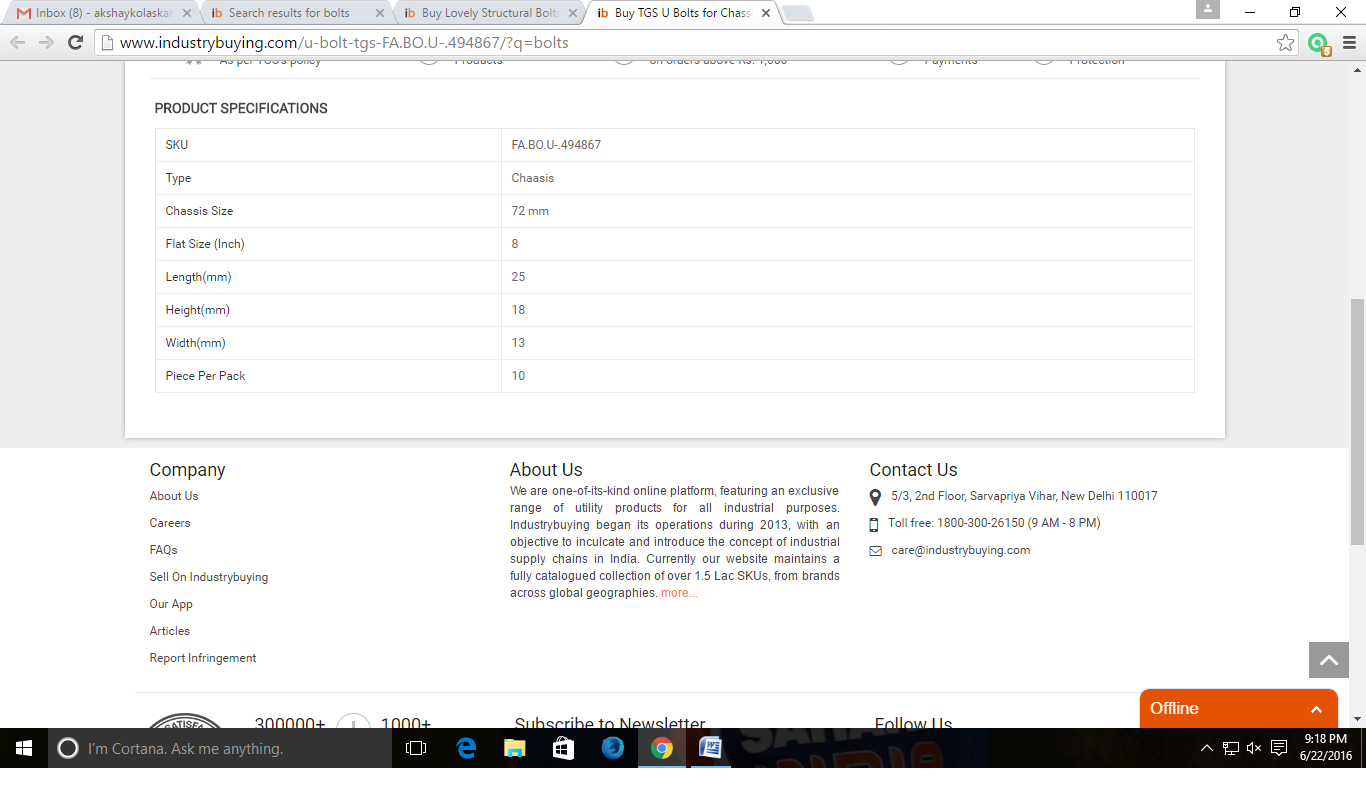 Inbox (8) - akshaykolaskar
Search results for bolts
Buy Lovely Structural Bolts
Buy TGS U Bolts for Chassi
www.industrybuying.com/u-bolt-tgs-FA.BO.U-.494867/?q=bolts
As per TGS's policy Products on orders above Rs. 1,000 Payments Protection
PRODUCT SPECIFICATIONS
SKU FA.BO.U-.494867
Type Chaasis
Chassis Size 72 mm
Flat Size (Inch) 8
Length(mm) 25
Height(mm) 18
Width(mm) 13
Piece Per Pack 10
Company
About Us
Careers
FAQs
Sell On Industrybuying
Our App
Articles
Report Infringement
About Us
We are one-of-its-kind online platform, featuring an exclusive
range of utility products for all industrial purposes.
Industrybuying began its operations during 2013, with an
objective to inculcate and introduce the concept of industrial
supply chains in India. Currently our website maintains a
fully catalogued collection of over 1.5 Lac SKUs, from brands
across global geographies. more...
Contact Us
5/3, 2nd Floor, Sarvapriya Vihar, New Delhi 110017
Toll free: 1800-300-26150 (9 AM - 8 PM)
care@industrybuying.com
300000+ 1000+ Subscribe to Newsletter Follow Us
Offline
I'm Cortana. Ask me anything.
9:18 PM
6/22/2016